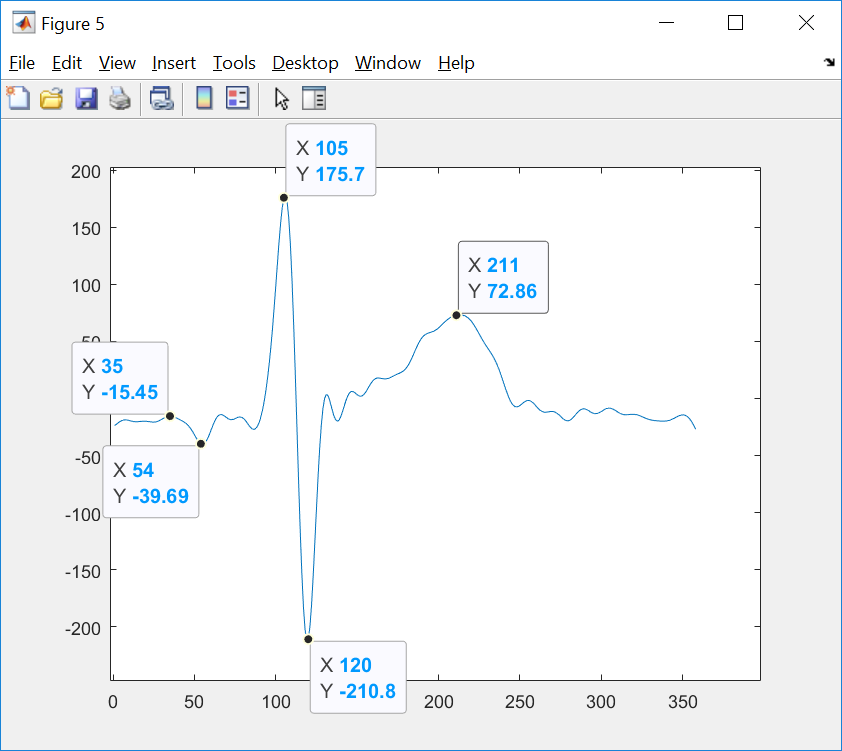 Figure 5
File Edit View Insert Tools Desktop Window Help
X 105
Y 175.7
200
150
X 211
Y 72.86
100
50
X 35
Y -15.45
-50
X 54
Y -39.69
-100
-150
-200
X 120
Y -210.8
0 50 100 200 250 300 350